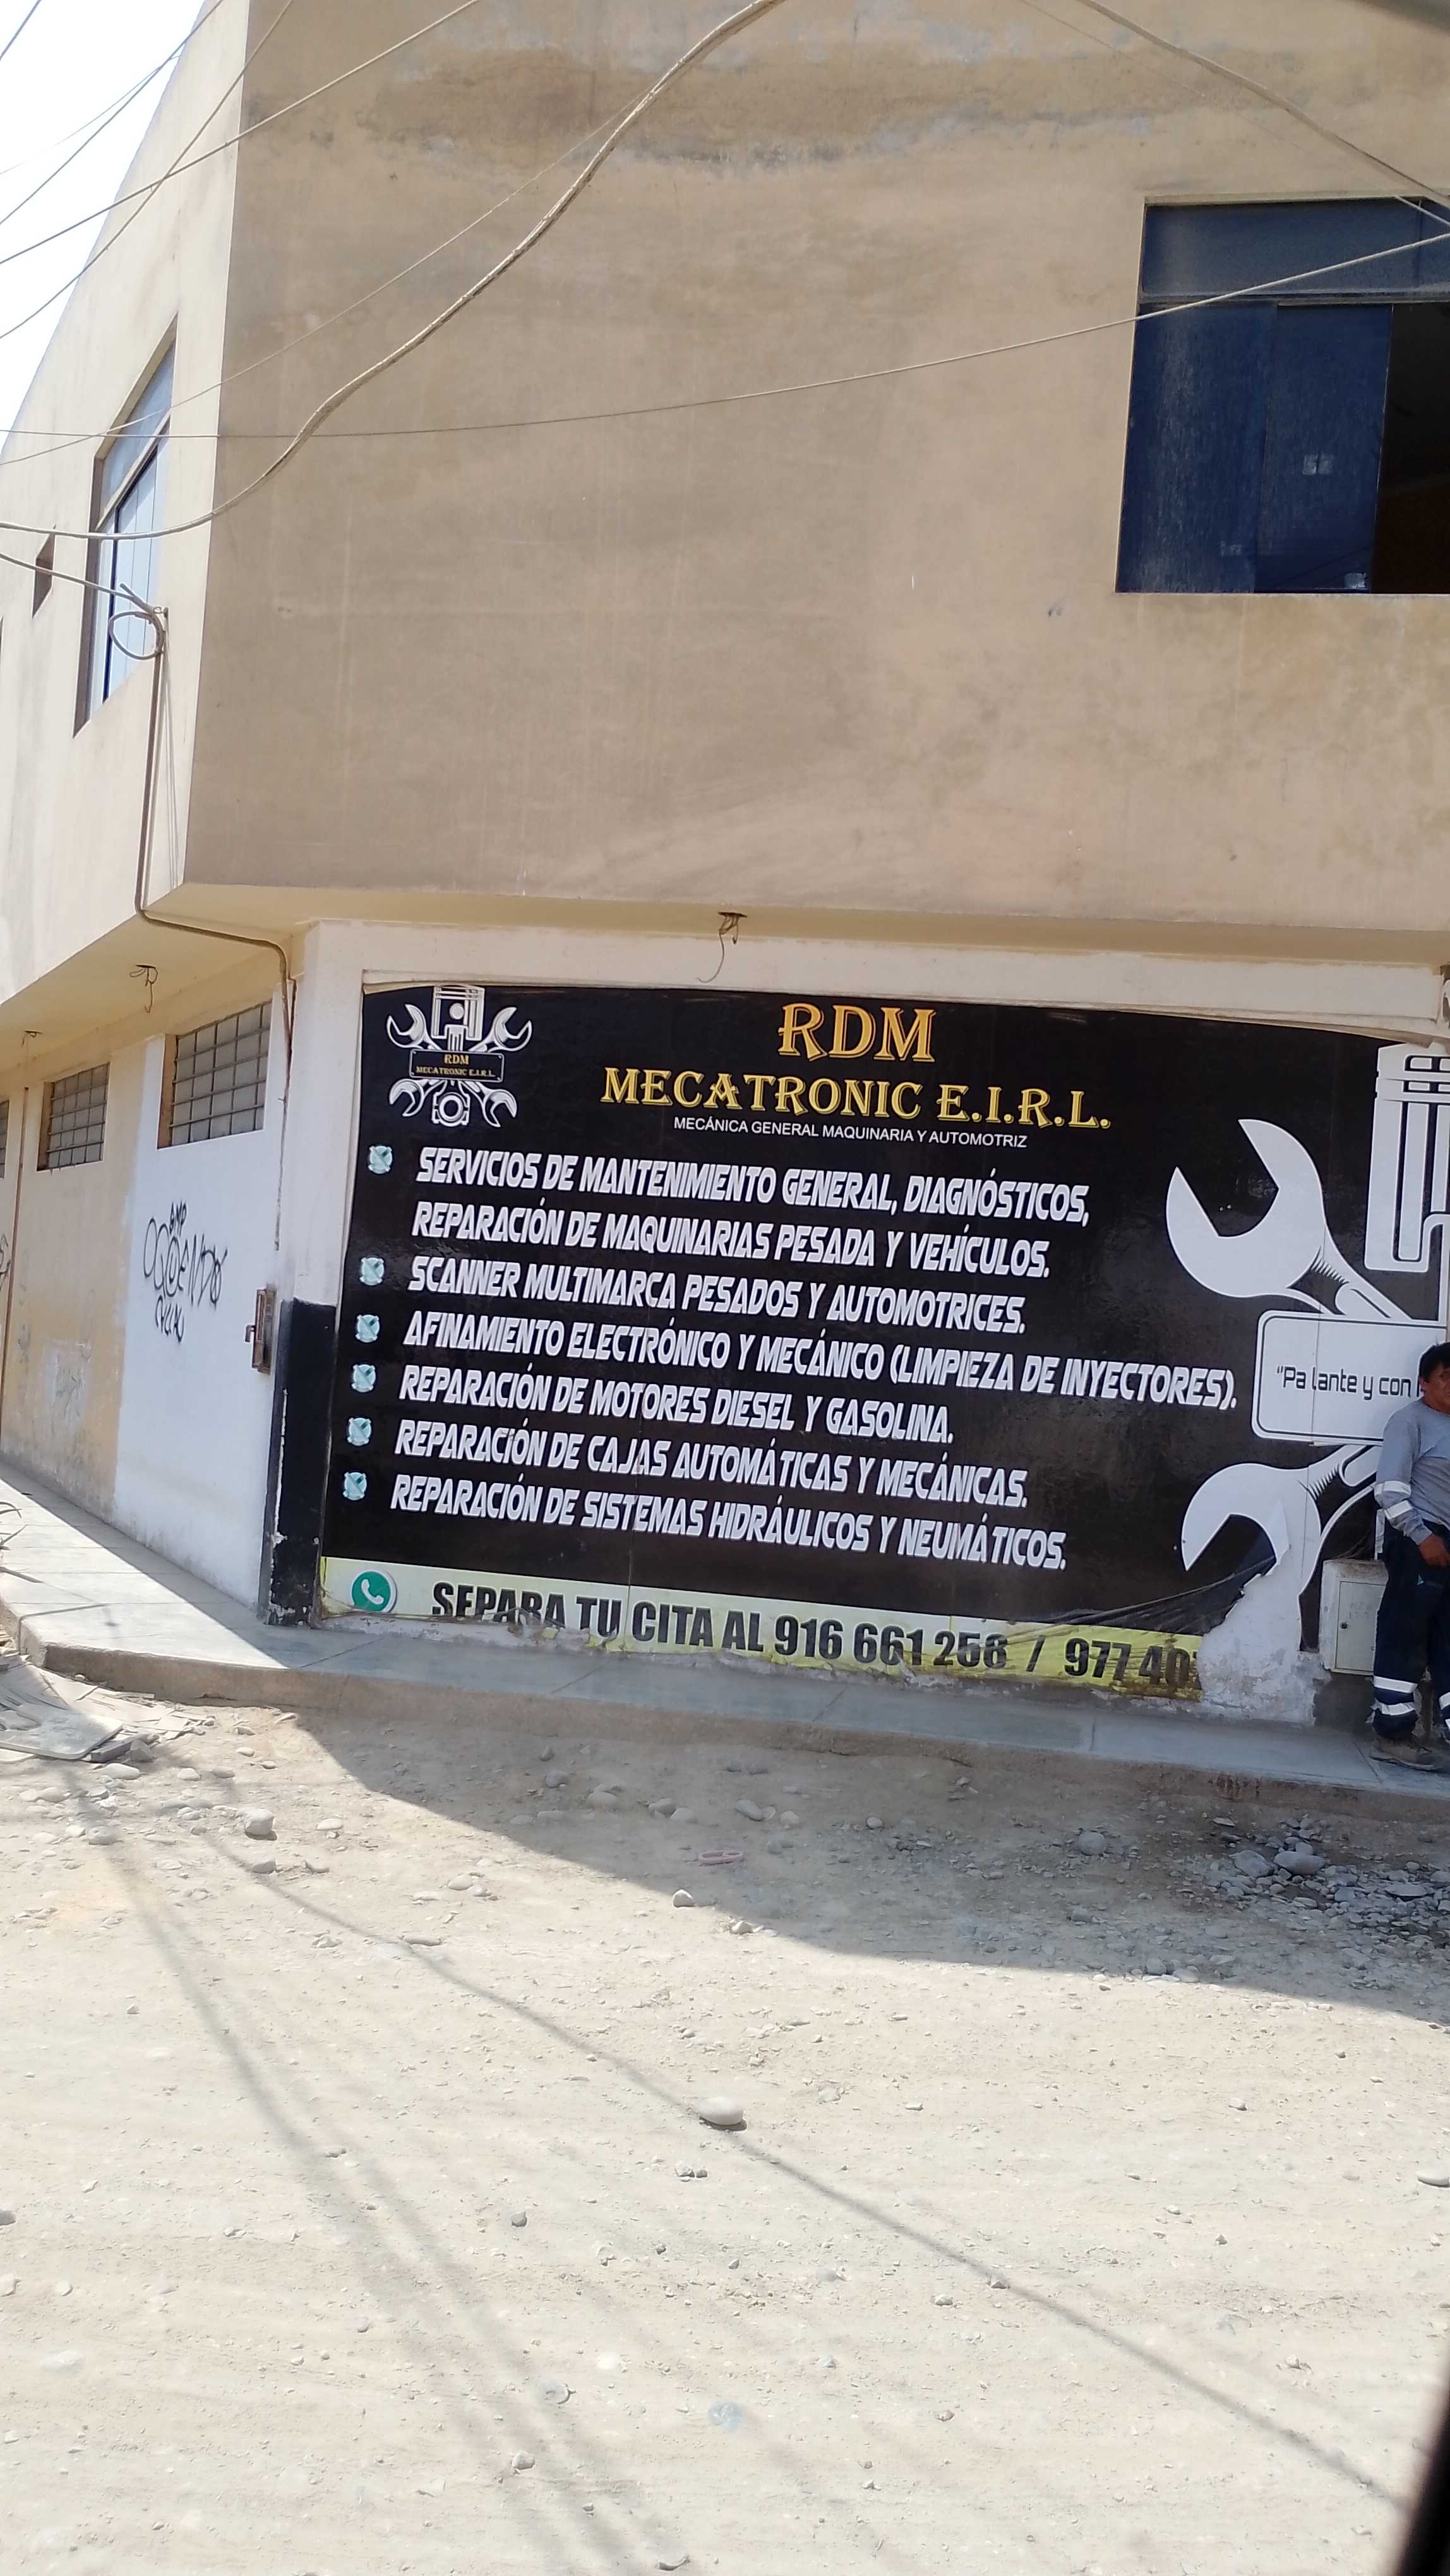 RDM
MECATRONIC E.I.R.L.
RDM
MECATRONIC E.I.R.L.
MECÁNICA GENERAL MAQUINARIA Y AUTOMOTRIZ
SERVICIOS DE MANTENIMIENTO GENERAL, DIAGNÓSTICOS,
REPARACIÓN DE MAQUINARIAS PESADA Y VEHÍCULOS.
SCANNER MULTIMARCA PESADOS Y AUTOMOTRICES.
AFINAMIENTO ELECTRÓNICO Y MECÁNICO (LIMPIEZA DE INYECTORES).
REPARACIÓN DE MOTORES DIESEL Y GASOLINA.
REPARACIÓN DE CAJAS AUTOMÁTICAS Y MECÁNICAS.
REPARACIÓN DE SISTEMAS HIDRÁULICOS Y NEUMÁTICOS.
"Pa lante y con
SEPARA TU CITA AL 916 661 258 / 977 40